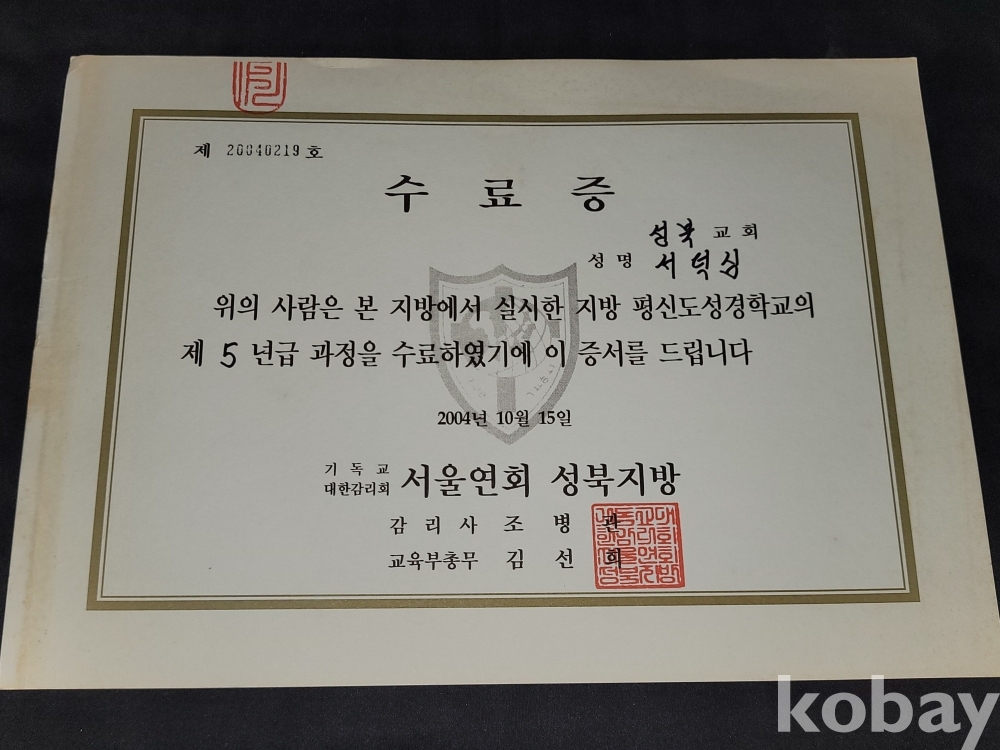 제 20040219 호
수 료 증
성북 교 회
성 명 서덕심
위의 사람은 본 지방에서 실시한 지방 평신도성경학교의
제 5 년급 과정을 수료하였기에 이 증서를 드립니다
2004년 10월 15일
기 독 교
대한감리회 서울연회 성북지방
감 리 사 조 병 관
교육부총무 김 선 희
kobay